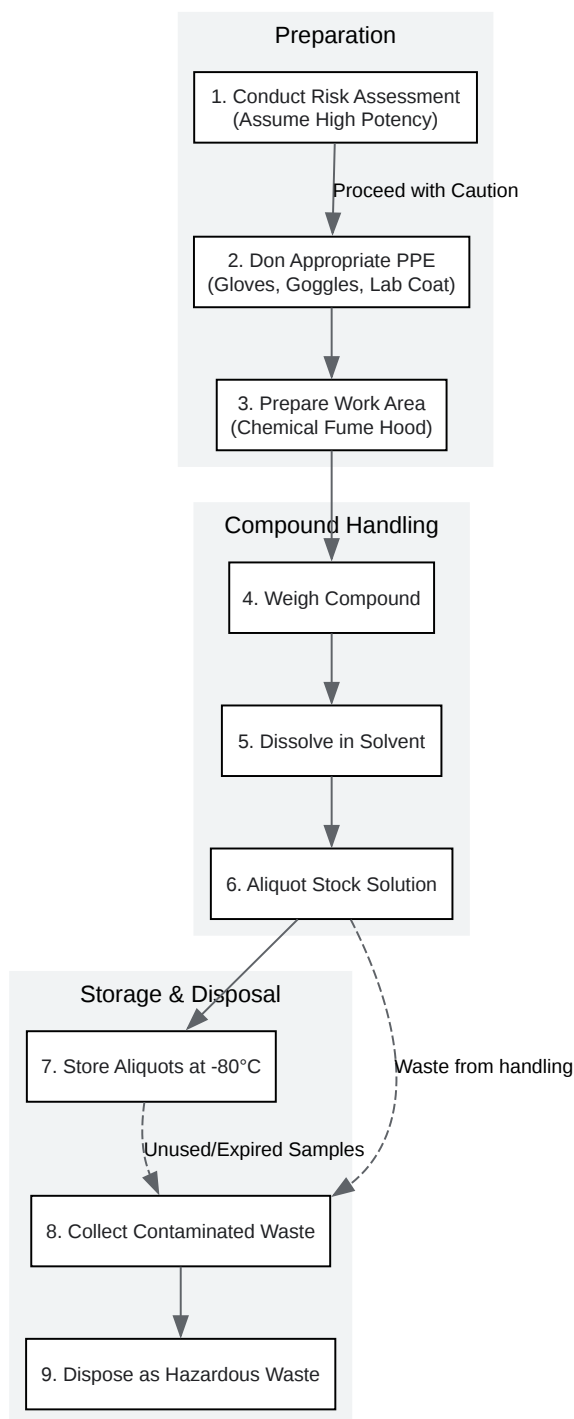 Preparation
1. Conduct Risk Assessment
(Assume High Potency)
Proceed with Caution
2. Don Appropriate PPE
(Gloves, Goggles, Lab Coat)
3. Prepare Work Area
(Chemical Fume Hood)
Compound Handling
4. Weigh Compound
5. Dissolve in Solvent
6. Aliquot Stock Solution
Storage & Disposal
7. Store Aliquots at -80°C
Waste from handling
Unused/Expired Samples
8. Collect Contaminated Waste
9. Dispose as Hazardous Waste